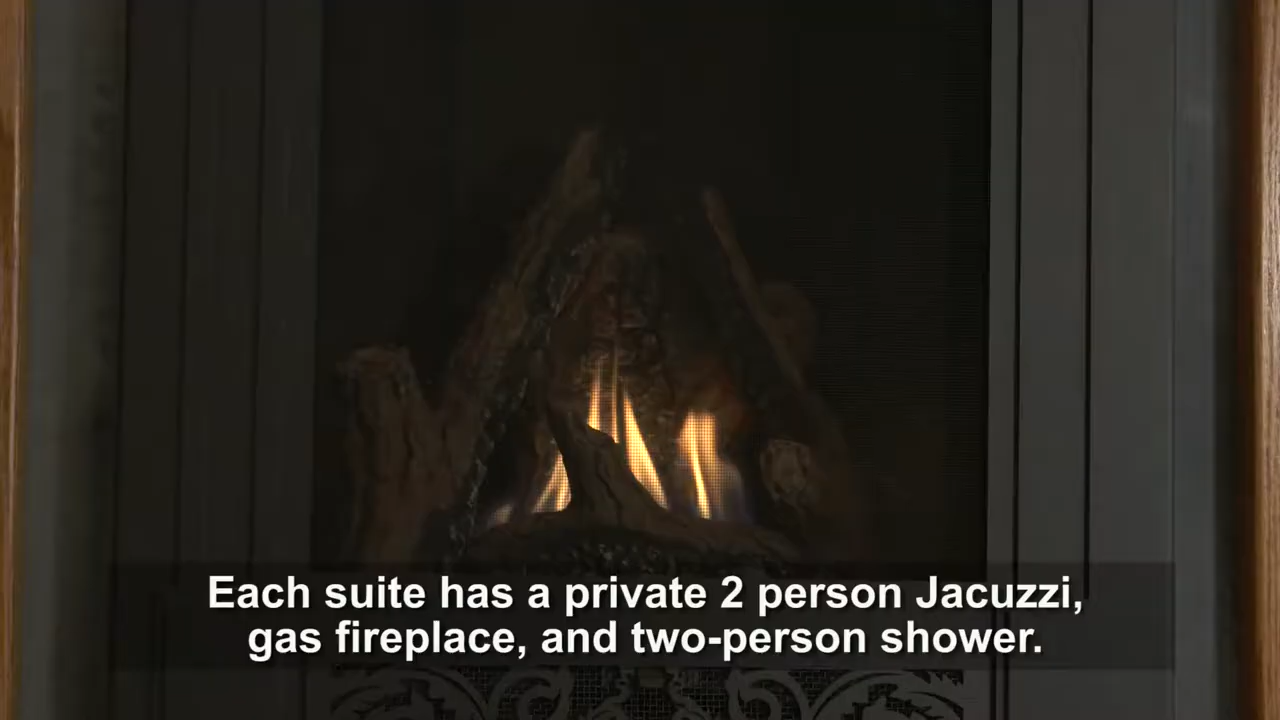 Each suite has a private 2 person Jacuzzi,
gas fireplace, and two-person shower.